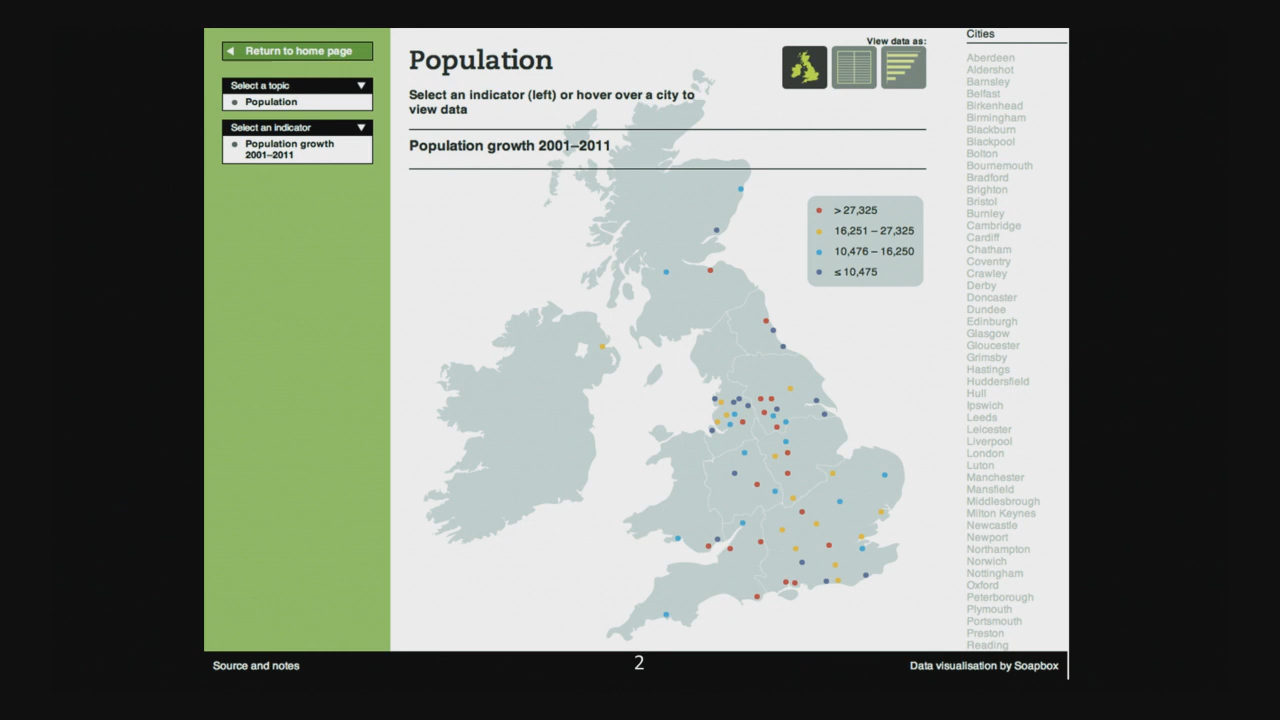 Return to home page
Select a topic
Population
Select an indicator
Population growth
2001–2011
Population
Select an indicator (left) or hover over a city to
view data
Population growth 2001–2011
View data as:
> 27,325
16,251 – 27,325
10,476 – 16,250
≤ 10,475
Cities
Aberdeen
Aldershot
Barnsley
Belfast
Birkenhead
Birmingham
Blackburn
Blackpool
Bolton
Bournemouth
Bradford
Brighton
Bristol
Burnley
Cambridge
Cardiff
Chatham
Coventry
Crawley
Derby
Doncaster
Dundee
Edinburgh
Glasgow
Gloucester
Grimsby
Hastings
Huddersfield
Hull
Ipswich
Leeds
Leicester
Liverpool
London
Luton
Manchester
Mansfield
Middlesbrough
Milton Keynes
Newcastle
Newport
Northampton
Norwich
Nottingham
Oxford
Peterborough
Plymouth
Portsmouth
Preston
Reading
Source and notes
2
Data visualisation by Soapbox